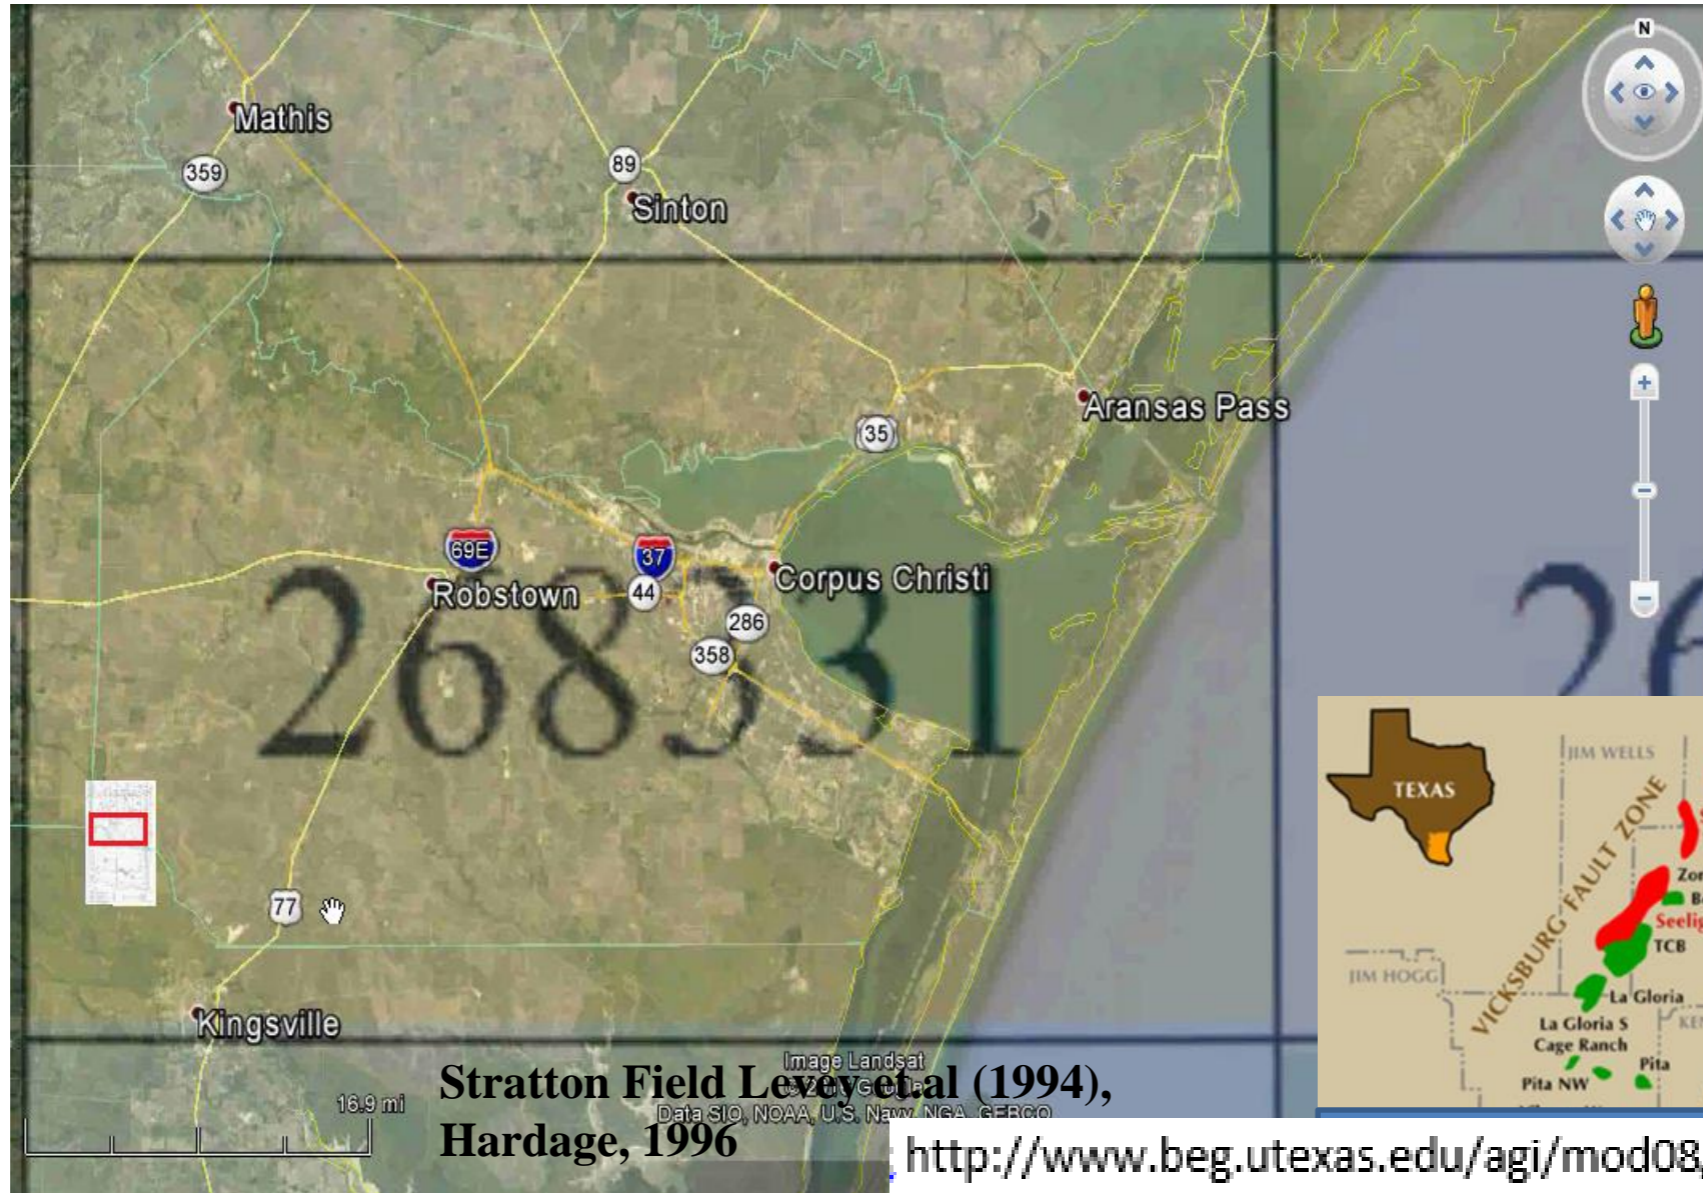 N
Mathis
359
89
Sinton
Aransas Pass
35
69E
37
Robstown
44
Corpus Christi
286
358
268331
26
77
Kingsville
16.9 mi
Image Landsat
Data SIO, NOAA, U.S. Navy, NGA, GEBCO
Stratton Field Levey et.al (1994),
Hardage, 1996
http://www.beg.utexas.edu/agi/mod08
TEXAS
JIM WELLS
VICKSBURG FAULT ZONE
Seelig
TCB
JIM HOGG
La Gloria
La Gloria S
Cage Ranch
Pita
Pita NW